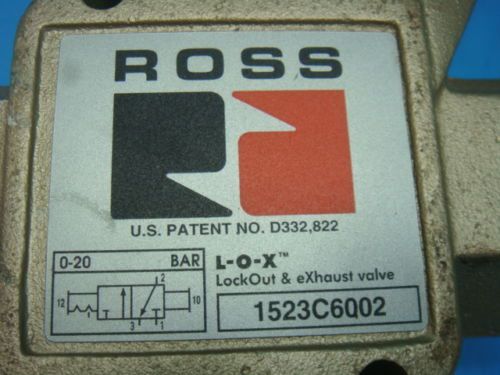 ROSS
U.S. PATENT NO. D332,822
0-20 BAR
L-O-X™
LockOut & eXhaust valve
12 2 10
3 1
1523C6002